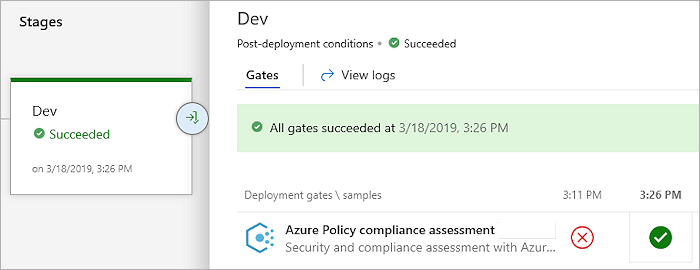 Stages
Dev
Succeeded
on 3/18/2019, 3:26 PM
Dev
Post-deployment conditions • Succeeded
Gates
View logs
All gates succeeded at 3/18/2019, 3:26 PM
Deployment gates \ samples 3:11 PM 3:26 PM
Azure Policy compliance assessment
Security and compliance assessment with Azur...